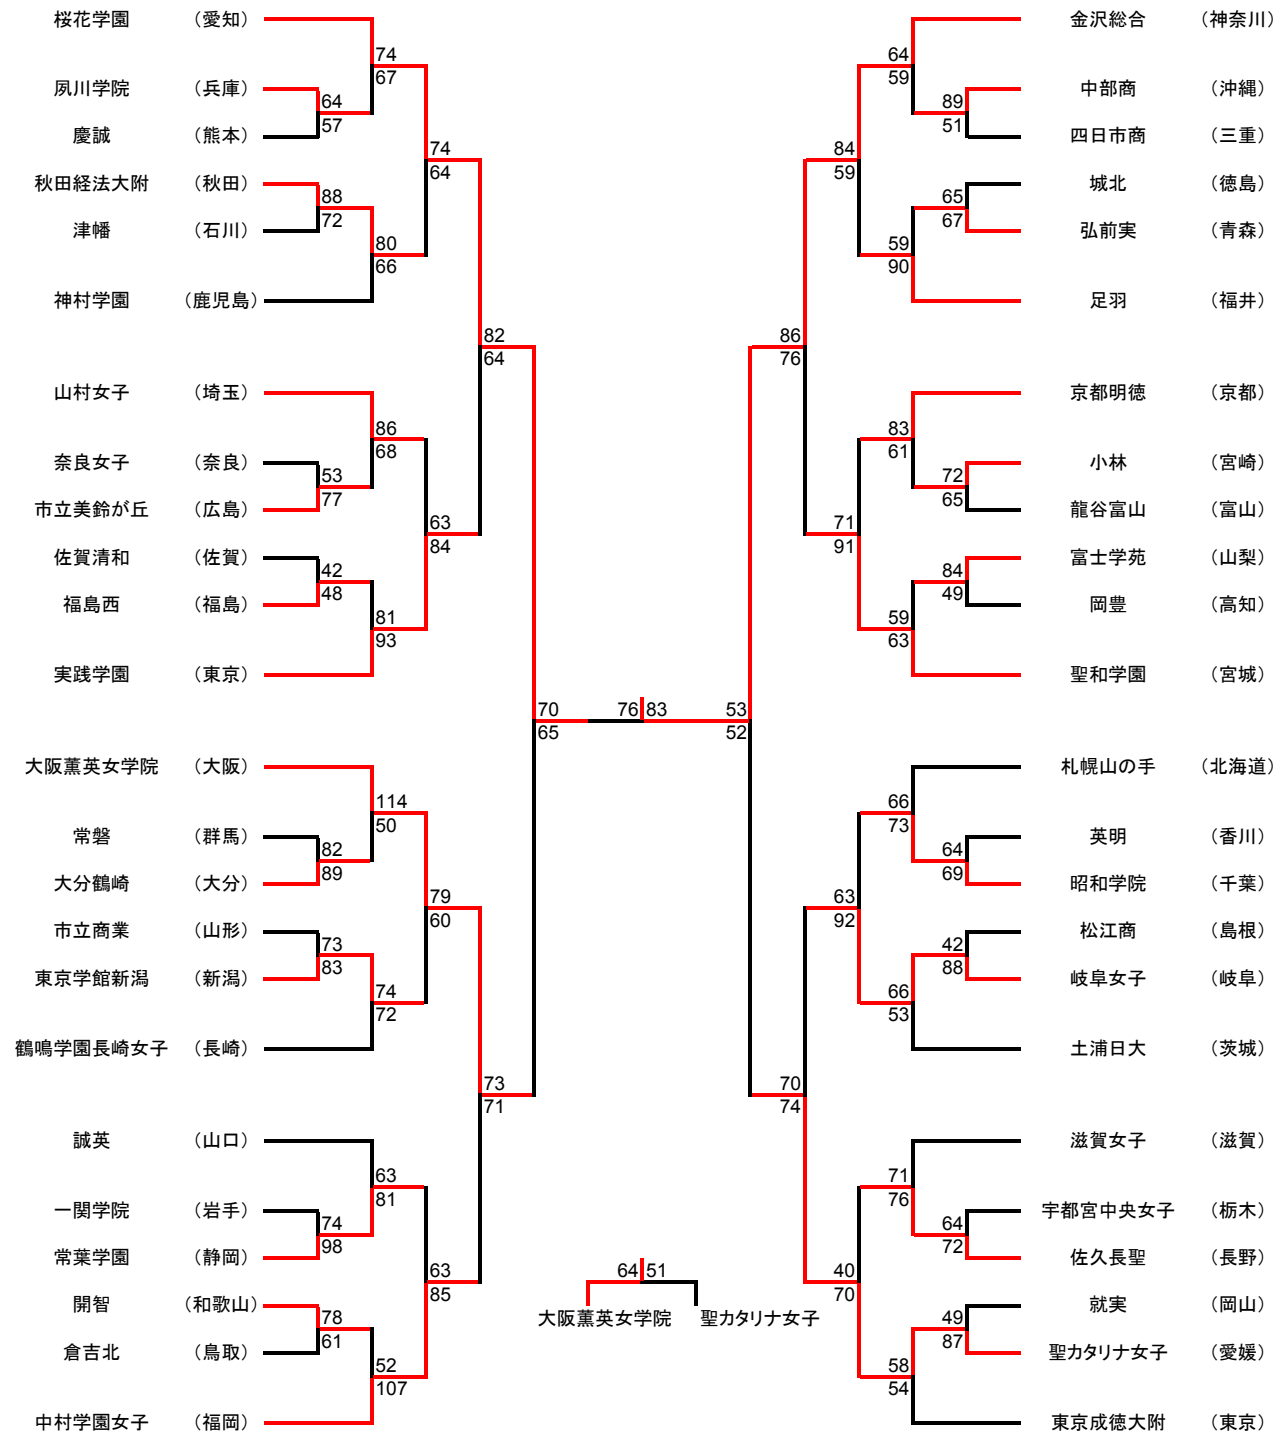 桜花学園 （愛知）
74
67
夙川学院 （兵庫）
64
57
慶誠 （熊本）
74
64
秋田経法大附 （秋田）
88
72
津幡 （石川）
80
66
神村学園 （鹿児島）
82
64
山村女子 （埼玉）
86
68
奈良女子 （奈良）
53
77
市立美鈴が丘 （広島）
63
84
佐賀清和 （佐賀）
42
48
福島西 （福島）
81
93
実践学園 （東京）
70
65
大阪薫英女学院 （大阪）
114
50
常磐 （群馬）
82
89
大分鶴崎 （大分）
79
60
市立商業 （山形）
73
83
東京学館新潟 （新潟）
74
72
鶴鳴学園長崎女子 （長崎）
73
71
誠英 （山口）
63
81
一関学院 （岩手）
74
98
常葉学園 （静岡）
63
85
開智 （和歌山）
78
61
倉吉北 （鳥取）
52
107
中村学園女子 （福岡）
76 83
64 51
大阪薫英女学院 聖カタリナ女子
金沢総合 （神奈川）
64
59
中部商 （沖縄）
89
51
四日市商 （三重）
84
59
城北 （徳島）
65
67
弘前実 （青森）
59
90
足羽 （福井）
86
76
京都明徳 （京都）
83
61
小林 （宮崎）
72
65
龍谷富山 （富山）
71
91
富士学苑 （山梨）
84
49
岡豊 （高知）
59
63
聖和学園 （宮城）
53
52
札幌山の手 （北海道）
66
73
英明 （香川）
64
69
昭和学院 （千葉）
63
92
松江商 （島根）
42
88
岐阜女子 （岐阜）
66
53
土浦日大 （茨城）
70
74
滋賀女子 （滋賀）
71
76
宇都宮中央女子 （栃木）
64
72
佐久長聖 （長野）
40
70
就実 （岡山）
49
87
聖カタリナ女子 （愛媛）
58
54
東京成徳大附 （東京）